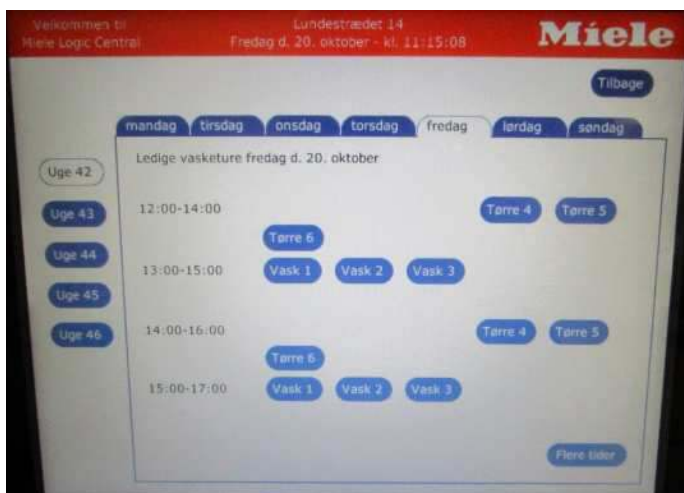 Velkommen til
Miele Logic Central
Lundestrædet 14
Fredag d. 20. oktober - kl. 11:15:08
Miele
Tilbage
mandag tirsdag onsdag torsdag fredag lørdag søndag
Uge 42
Uge 43
Uge 44
Uge 45
Uge 46
Ledige vasketure fredag d. 20. oktober
12:00-14:00 Tørre 4 Tørre 5
Tørre 6
13:00-15:00 Vask 1 Vask 2 Vask 3
14:00-16:00 Tørre 4 Tørre 5
Tørre 6
15:00-17:00 Vask 1 Vask 2 Vask 3
Flere tider